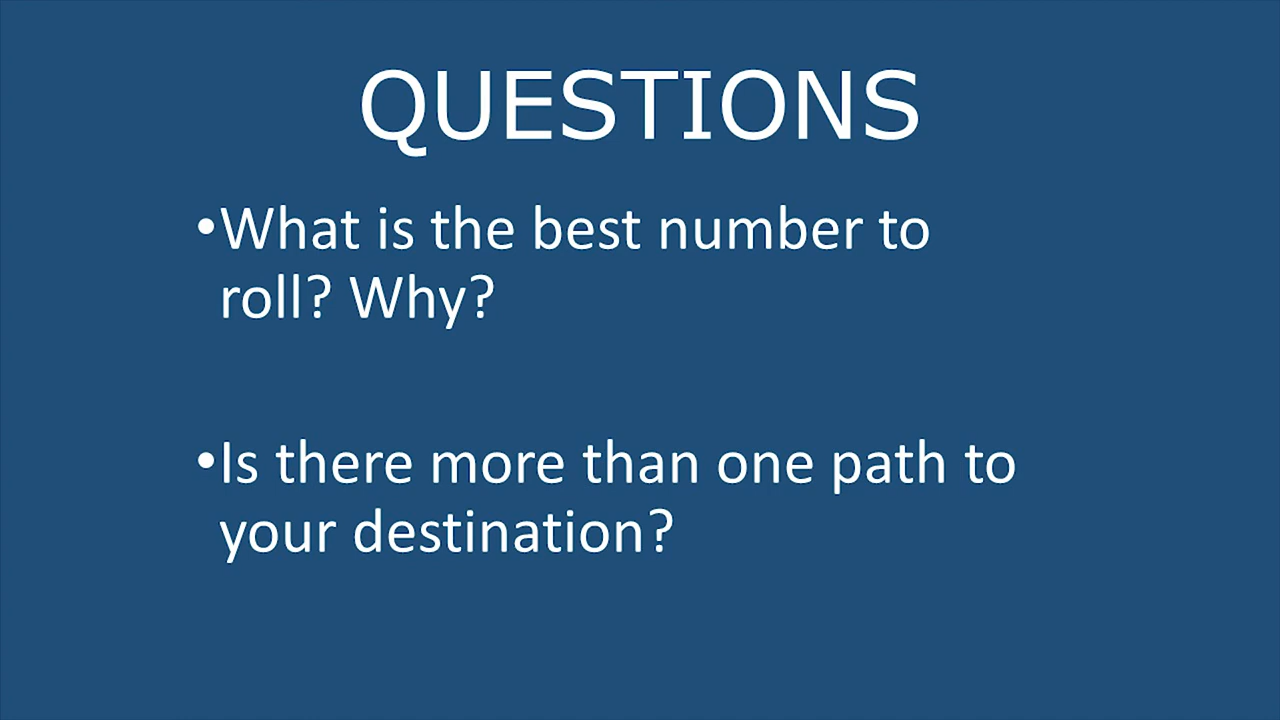 QUESTIONS
•What is the best number to
roll? Why?
•Is there more than one path to
your destination?